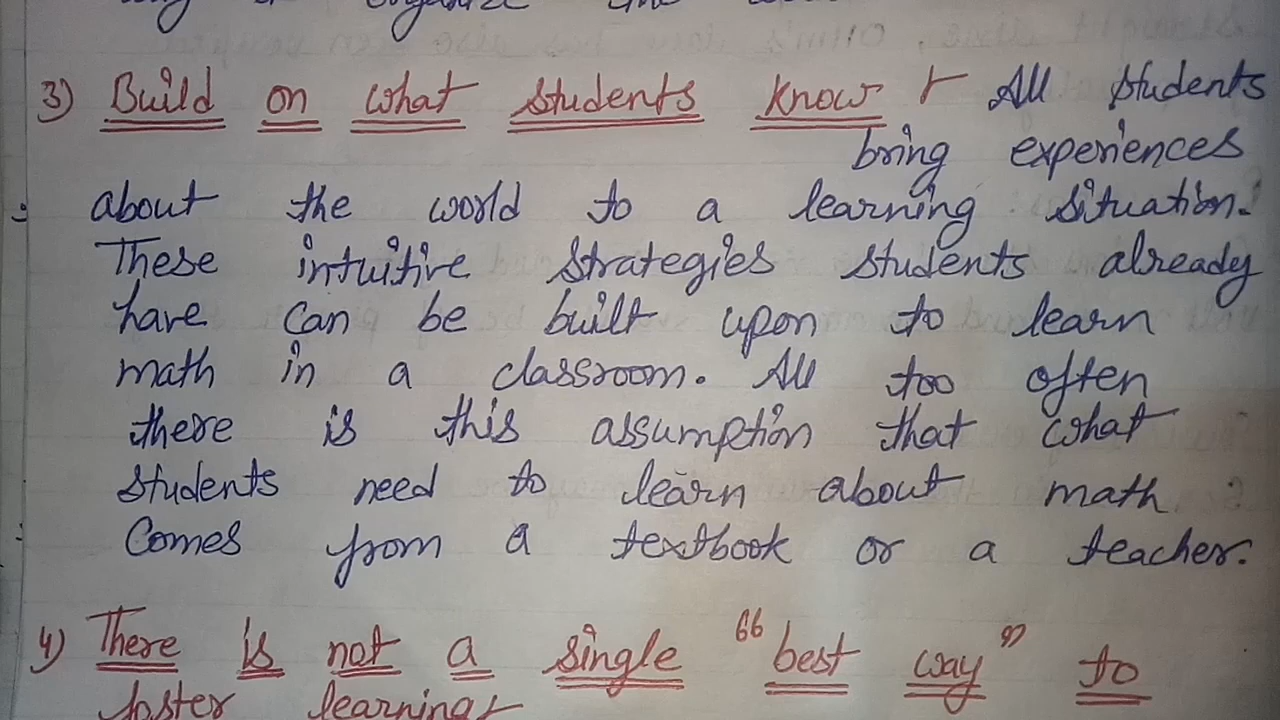 organize the
3) Build on what students know :- All students
bring experiences
about the world to a learning situation.
These intuitive strategies students already
have can be built upon to learn
math in a classroom. All too often
there is this assumption that what
students need to learn about math
Comes from a textbook or a teacher.
4) There is not a single "best way" to
foster learning:-